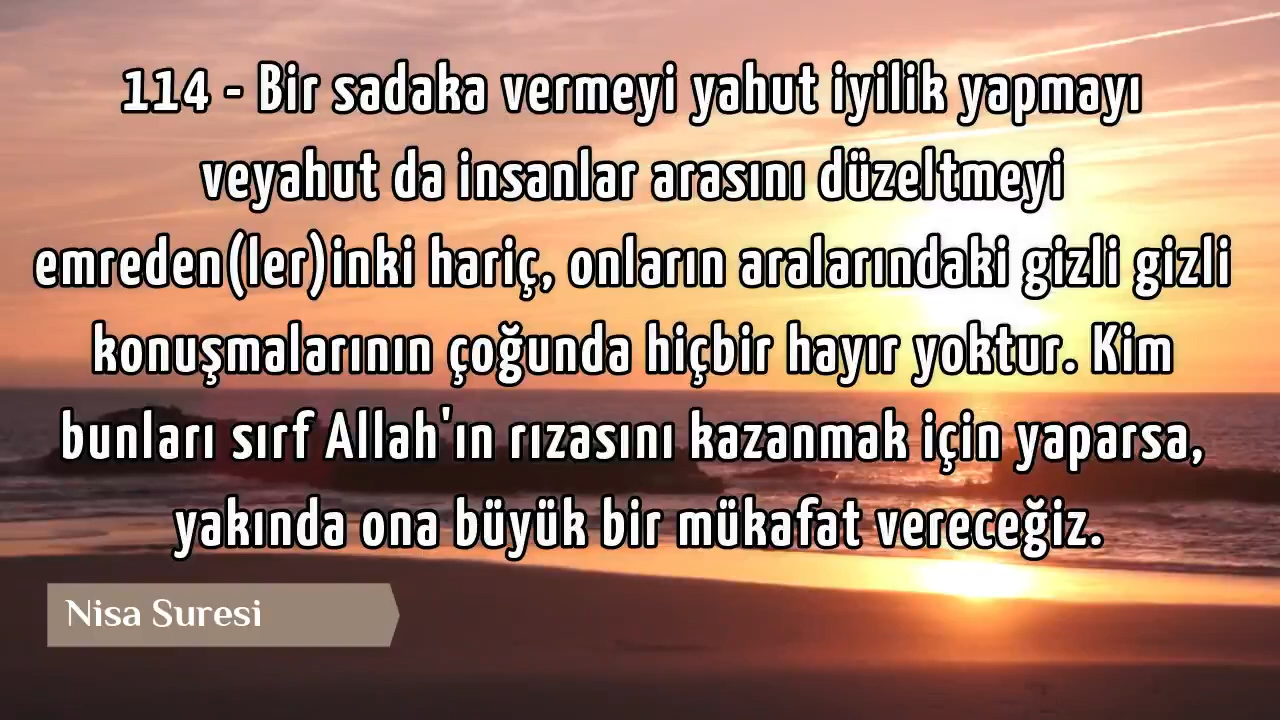 114 - Bir sadaka vermeyi yahut iyilik yapmayı
veyahut da insanlar arasını düzeltmeyi
emreden(ler)inki hariç, onların aralarındaki gizli gizli
konuşmalarının çoğunda hiçbir hayır yoktur. Kim
bunları sırf Allah'ın rızasını kazanmak için yaparsa,
yakında ona büyük bir mükafat vereceğiz.
Nisa Suresi